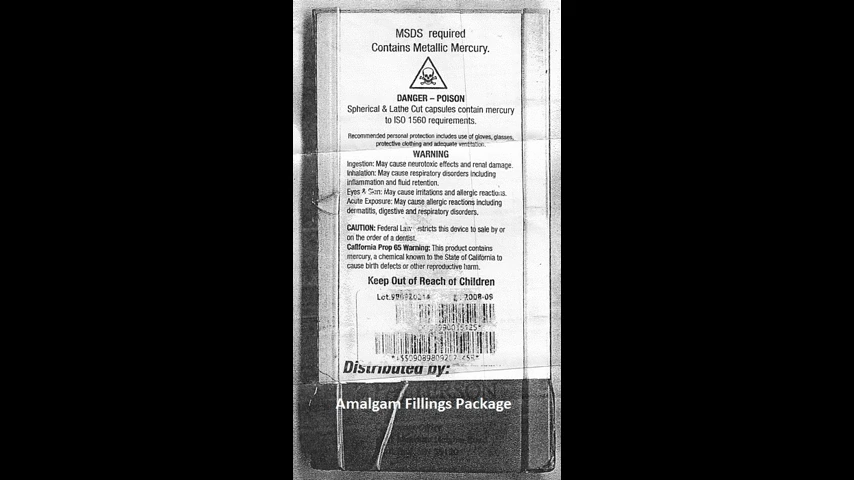 MSDS required
Contains Metallic Mercury.
DANGER – POISON
Spherical & Lathe Cut capsules contain mercury
to ISO 1560 requirements.
Recommended personal protection includes use of gloves, glasses,
protective clothing and adequate ventilation.
WARNING
Ingestion: May cause neurotoxic effects and renal damage.
Inhalation: May cause respiratory disorders including
inflammation and fluid retention.
Eyes & Skin: May cause irritations and allergic reactions.
Acute Exposure: May cause allergic reactions including
dermatitis, digestive and respiratory disorders.
CAUTION: Federal Law restricts this device to sale by or
on the order of a dentist.
California Prop 65 Warning: This product contains
mercury, a chemical known to the State of California to
cause birth defects or other reproductive harm.
Keep Out of Reach of Children
Lot. 2008-09
Distributed by:
Amalgam Fillings Package